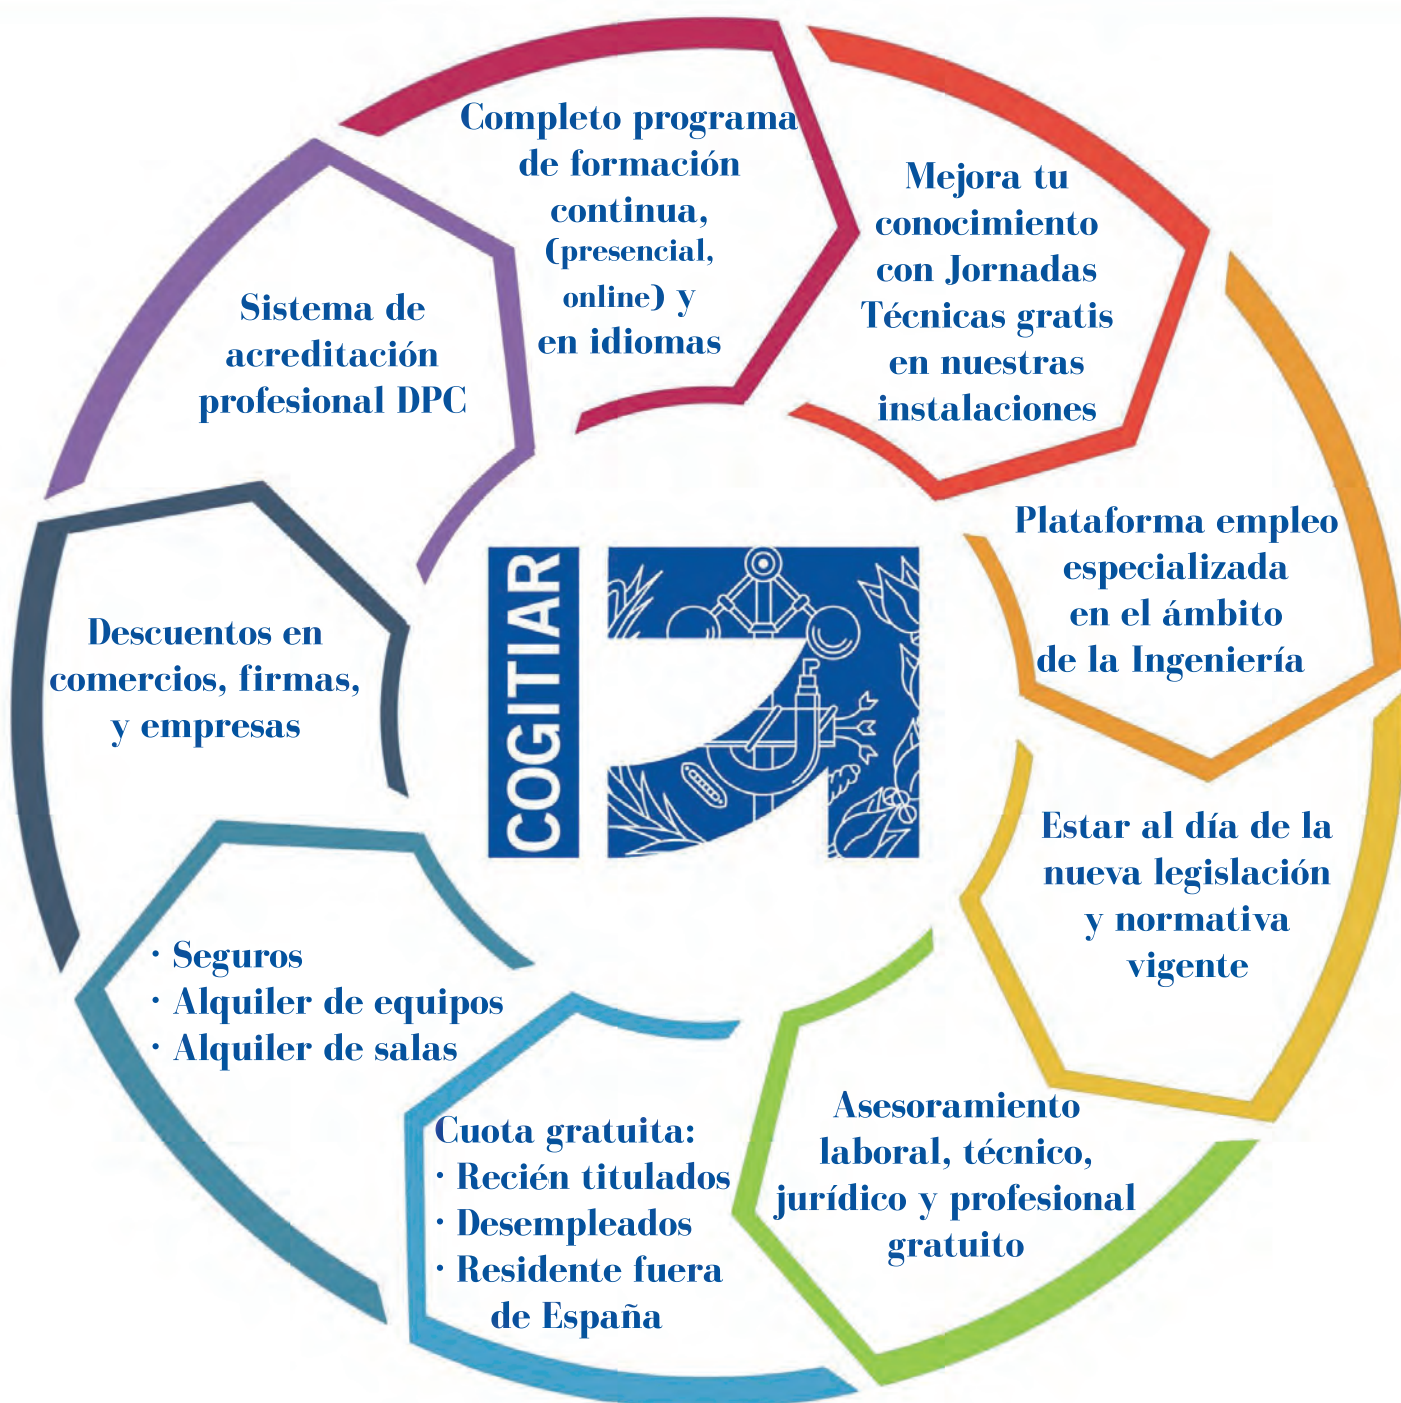 Completo programa
de formación
continua,
(presencial,
online) y
en idiomas
Mejora tu
conocimiento
con Jornadas
Técnicas gratis
en nuestras
instalaciones
Plataforma empleo
especializada
en el ámbito
de la Ingeniería
Estar al día de la
nueva legislación
y normativa
vigente
Asesoramiento
laboral, técnico,
jurídico y profesional
gratuito
Cuota gratuita:
· Recién titulados
· Desempleados
· Residente fuera
de España
· Seguros
· Alquiler de equipos
· Alquiler de salas
Descuentos en
comercios, firmas,
y empresas
Sistema de
acreditación
profesional DPC
COGITIAR